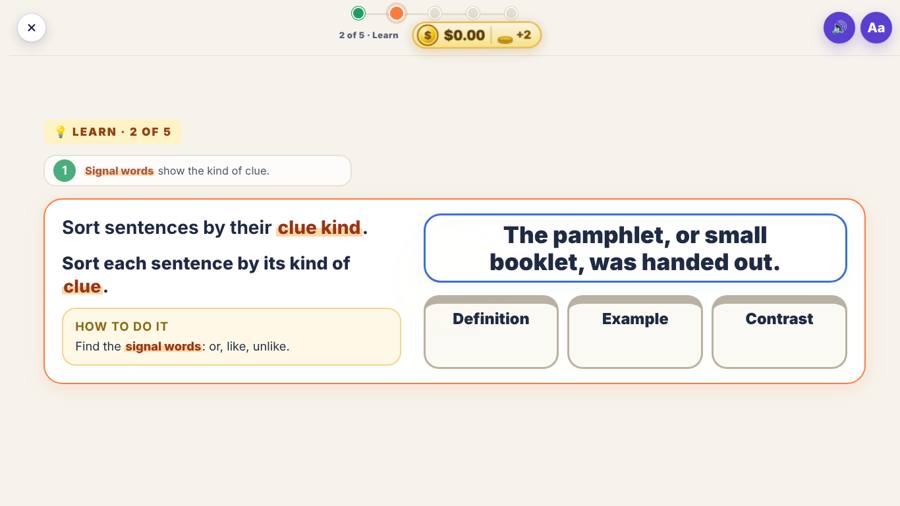 ✕
2 of 5 · Learn
$ $0.00 +2
Aa
LEARN · 2 OF 5
1 Signal words show the kind of clue.
Sort sentences by their clue kind.
Sort each sentence by its kind of
clue.
HOW TO DO IT
Find the signal words: or, like, unlike.
The pamphlet, or small
booklet, was handed out.
Definition
Example
Contrast